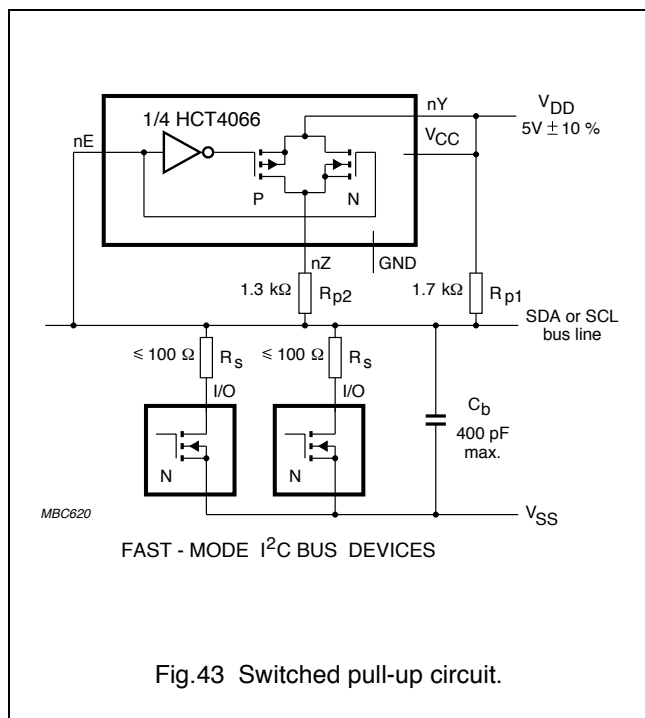 nY
V_DD
5V ± 10 %
1/4 HCT4066
nE
V_CC
P
N
nZ
GND
1.3 kΩ
R_p2
1.7 kΩ
R_p1
SDA or SCL
bus line
≤ 100 Ω
R_s
≤ 100 Ω
R_s
I/O
I/O
C_b
400 pF
max.
N
N
MBC620
V_SS
FAST - MODE I²C BUS DEVICES
Fig.43 Switched pull-up circuit.